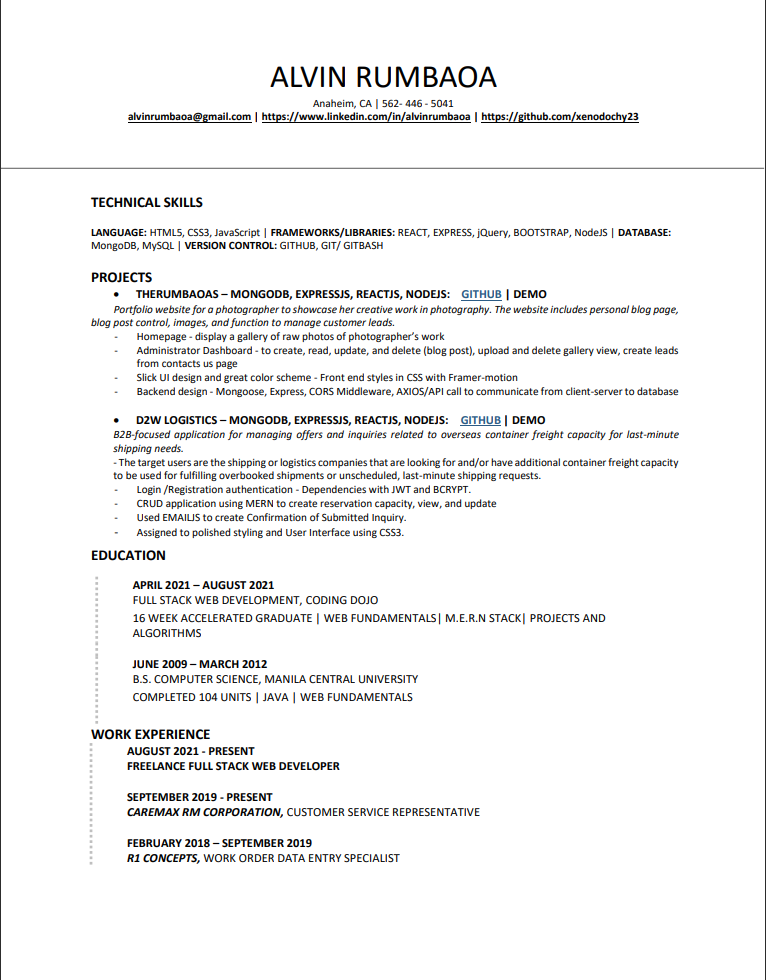 ALVIN RUMBAOA
Anaheim, CA | 562- 446 - 5041
alvinrumbaoa@gmail.com | https://www.linkedin.com/in/alvinrumbaoa | https://github.com/xenodochy23
TECHNICAL SKILLS
LANGUAGE: HTML5, CSS3, JavaScript | FRAMEWORKS/LIBRARIES: REACT, EXPRESS, jQuery, BOOTSTRAP, NodeJS | DATABASE:
MongoDB, MySQL | VERSION CONTROL: GITHUB, GIT/ GITBASH
PROJECTS
• THERUMBAOAS – MONGODB, EXPRESSJS, REACTJS, NODEJS: GITHUB | DEMO
Portfolio website for a photographer to showcase her creative work in photography. The website includes personal blog page,
blog post control, images, and function to manage customer leads.
- Homepage - display a gallery of raw photos of photographer's work
- Administrator Dashboard - to create, read, update, and delete (blog post), upload and delete gallery view, create leads
from contacts us page
- Slick UI design and great color scheme - Front end styles in CSS with Framer-motion
- Backend design - Mongoose, Express, CORS Middleware, AXIOS/API call to communicate from client-server to database
• D2W LOGISTICS – MONGODB, EXPRESSJS, REACTJS, NODEJS: GITHUB | DEMO
B2B-focused application for managing offers and inquiries related to overseas container freight capacity for last-minute
shipping needs.
- The target users are the shipping or logistics companies that are looking for and/or have additional container freight capacity
to be used for fulfilling overbooked shipments or unscheduled, last-minute shipping requests.
- Login /Registration authentication - Dependencies with JWT and BCRYPT.
- CRUD application using MERN to create reservation capacity, view, and update
- Used EMAILJS to create Confirmation of Submitted Inquiry.
- Assigned to polished styling and User Interface using CSS3.
EDUCATION
APRIL 2021 – AUGUST 2021
FULL STACK WEB DEVELOPMENT, CODING DOJO
16 WEEK ACCELERATED GRADUATE | WEB FUNDAMENTALS| M.E.R.N STACK| PROJECTS AND
ALGORITHMS
JUNE 2009 – MARCH 2012
B.S. COMPUTER SCIENCE, MANILA CENTRAL UNIVERSITY
COMPLETED 104 UNITS | JAVA | WEB FUNDAMENTALS
WORK EXPERIENCE
AUGUST 2021 - PRESENT
FREELANCE FULL STACK WEB DEVELOPER
SEPTEMBER 2019 - PRESENT
CAREMAX RM CORPORATION, CUSTOMER SERVICE REPRESENTATIVE
FEBRUARY 2018 – SEPTEMBER 2019
R1 CONCEPTS, WORK ORDER DATA ENTRY SPECIALIST